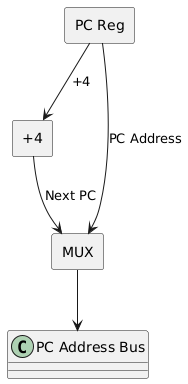 PC Reg
+4
+4
PC Address
Next PC
MUX
C PC Address Bus